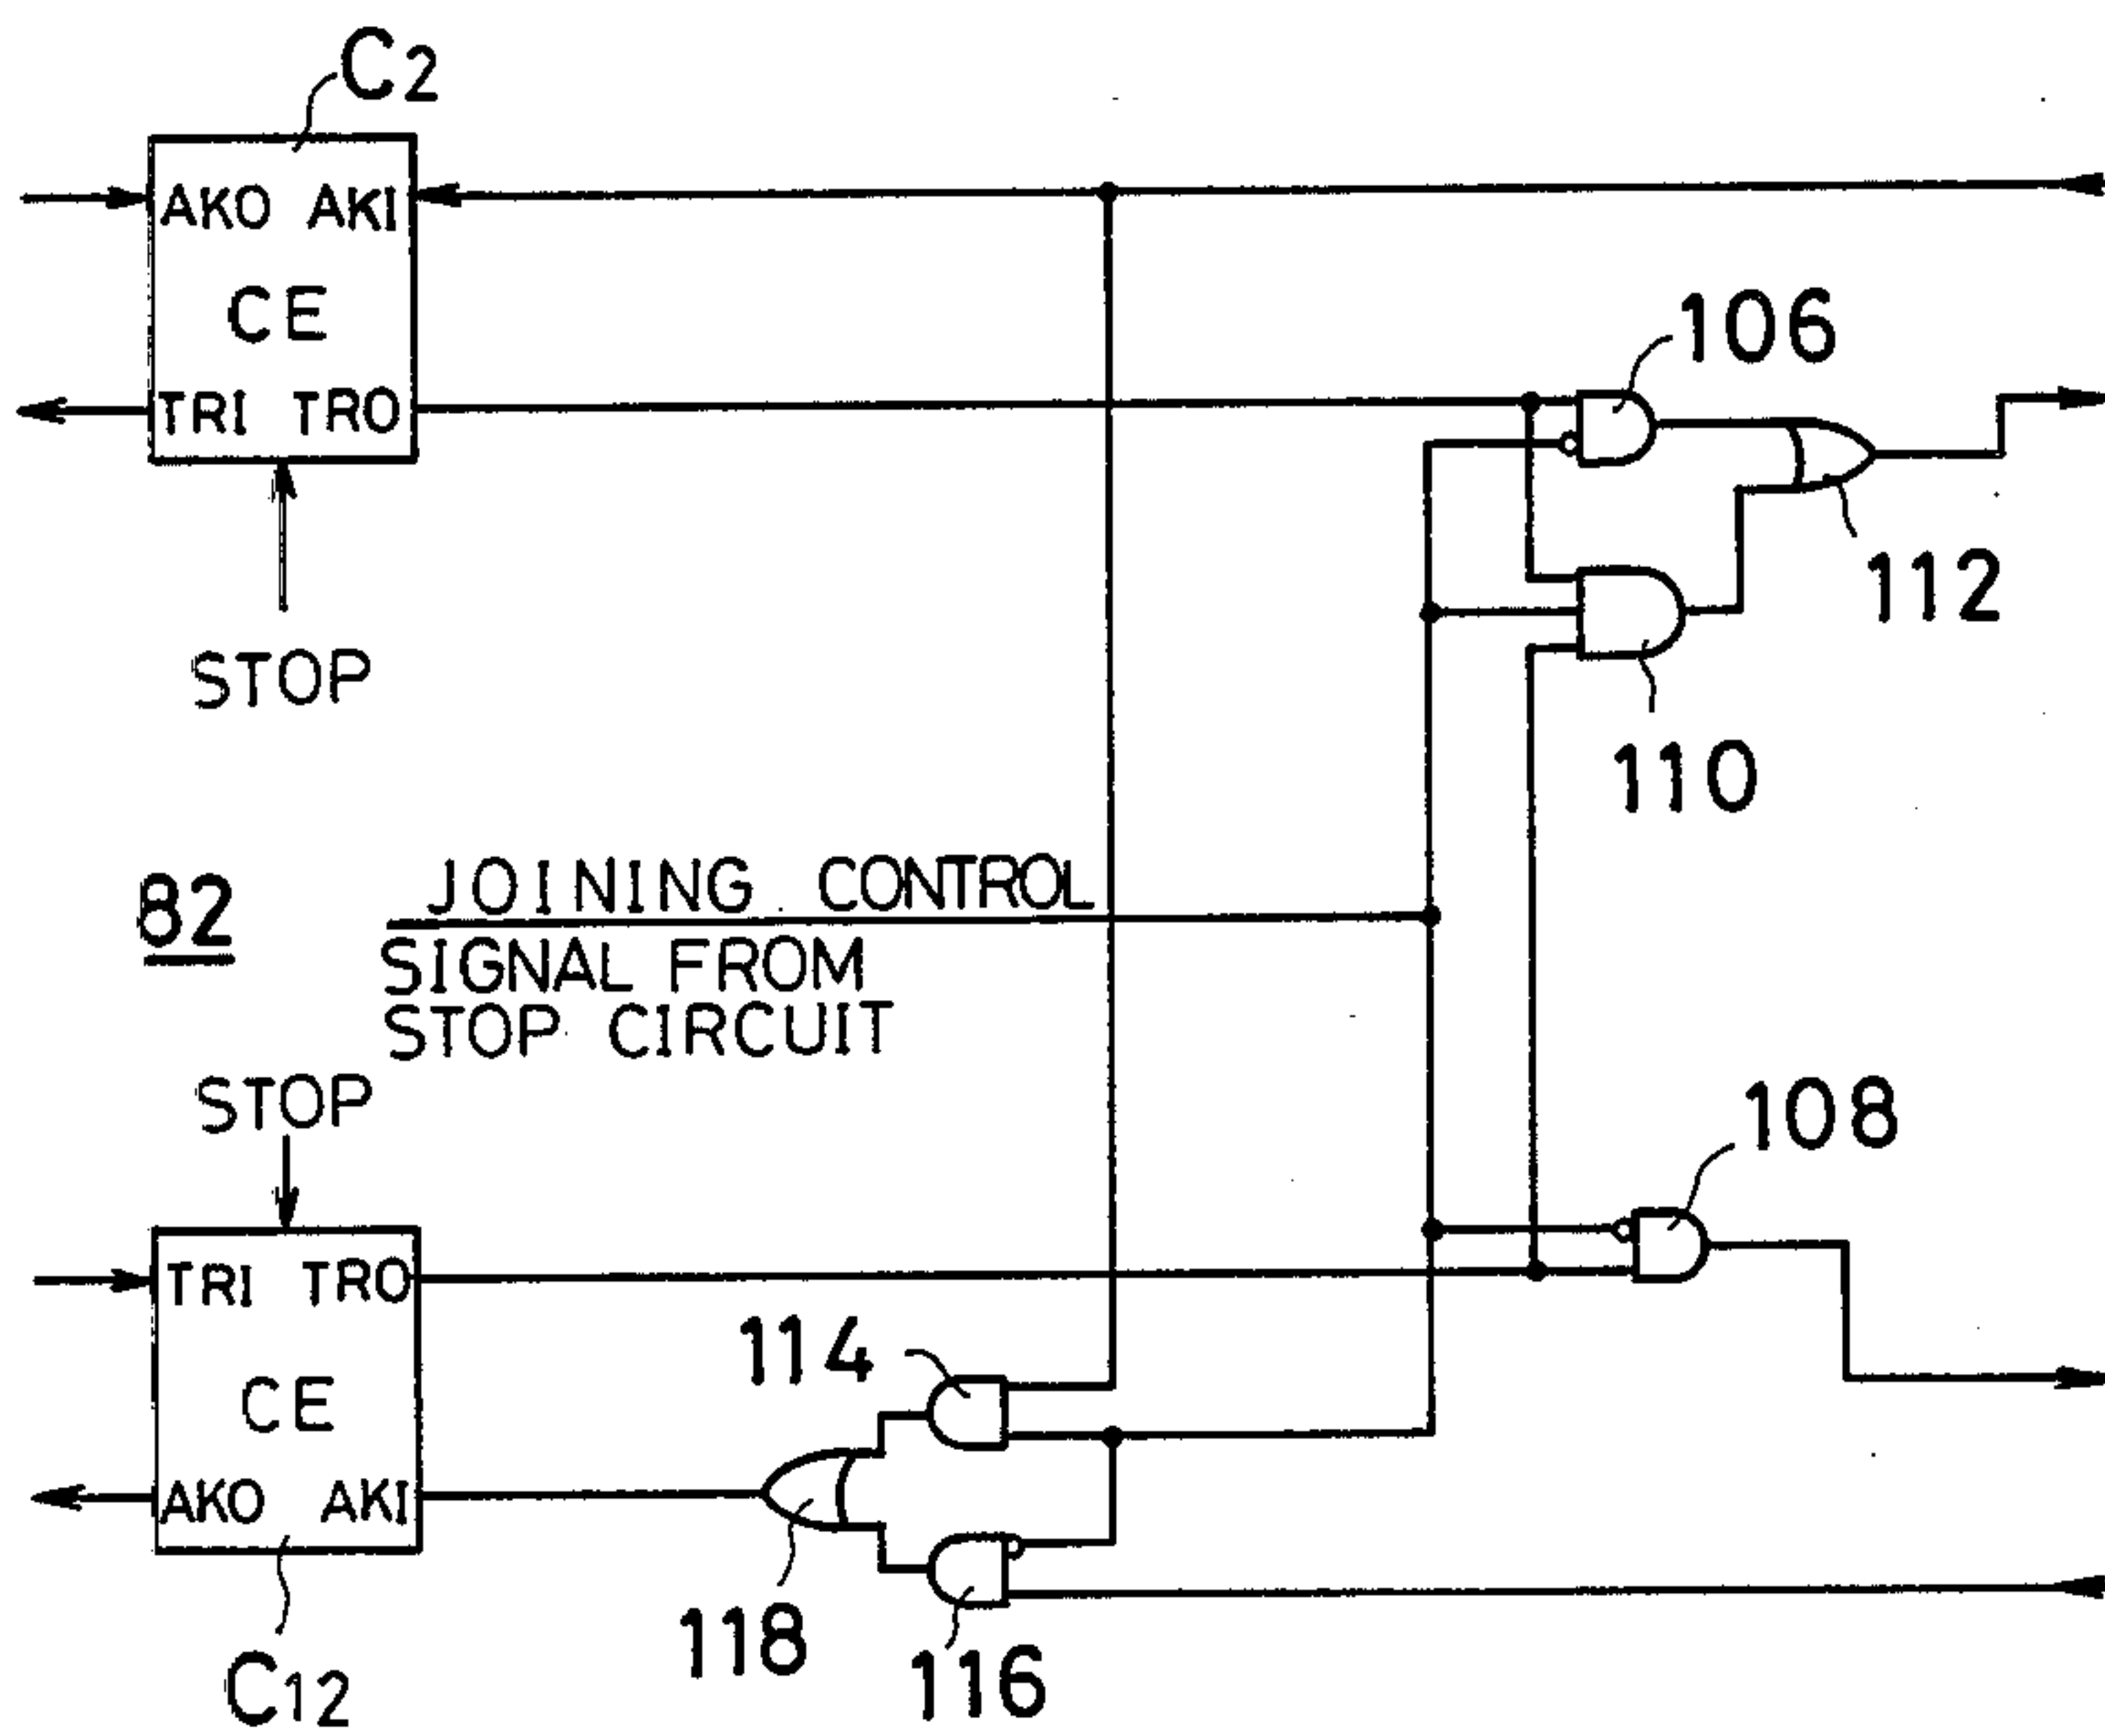 C2
AKO AKI
CE
TRI TRO
STOP
106
112
110
82
JOINING CONTROL
SIGNAL FROM
STOP CIRCUIT
STOP
108
TRI TRO
CE
AKO AKI
114
118
116
C12